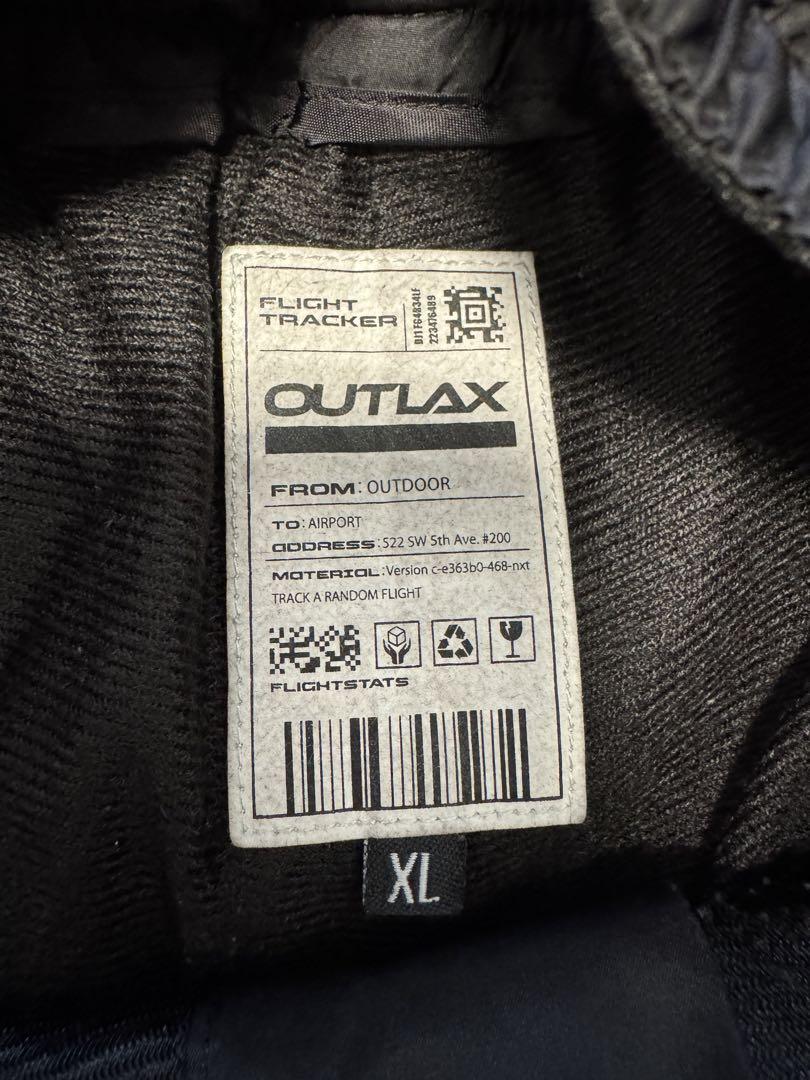 FLIGHT
TRACKER
DJ1F64834LF
223476489
OUTLAX
FROM: OUTDOOR
TO: AIRPORT
ADDRESS: 522 SW 5th Ave. #200
MATERIAL: Version c-e363b0-468-nxt
TRACK A RANDOM FLIGHT
FLIGHTSTATS
XL